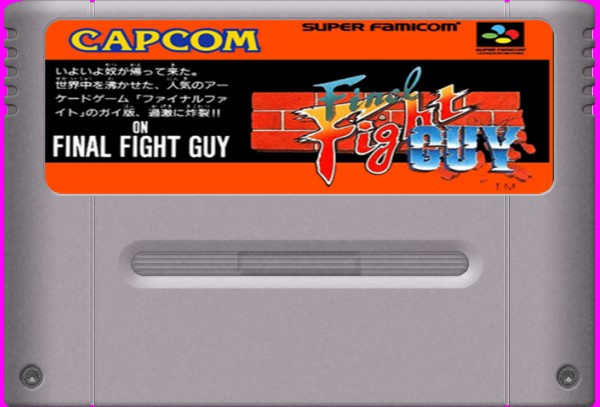 CAPCOM
SUPER FAMICOM
いよいよ奴が帰って来た。
世界中を沸かせた、人気のアー
ケードゲーム「ファイナルファ
イト」のガイ版、過激に炸裂!!
ON
FINAL FIGHT GUY
Final
Fight
GUY
TM